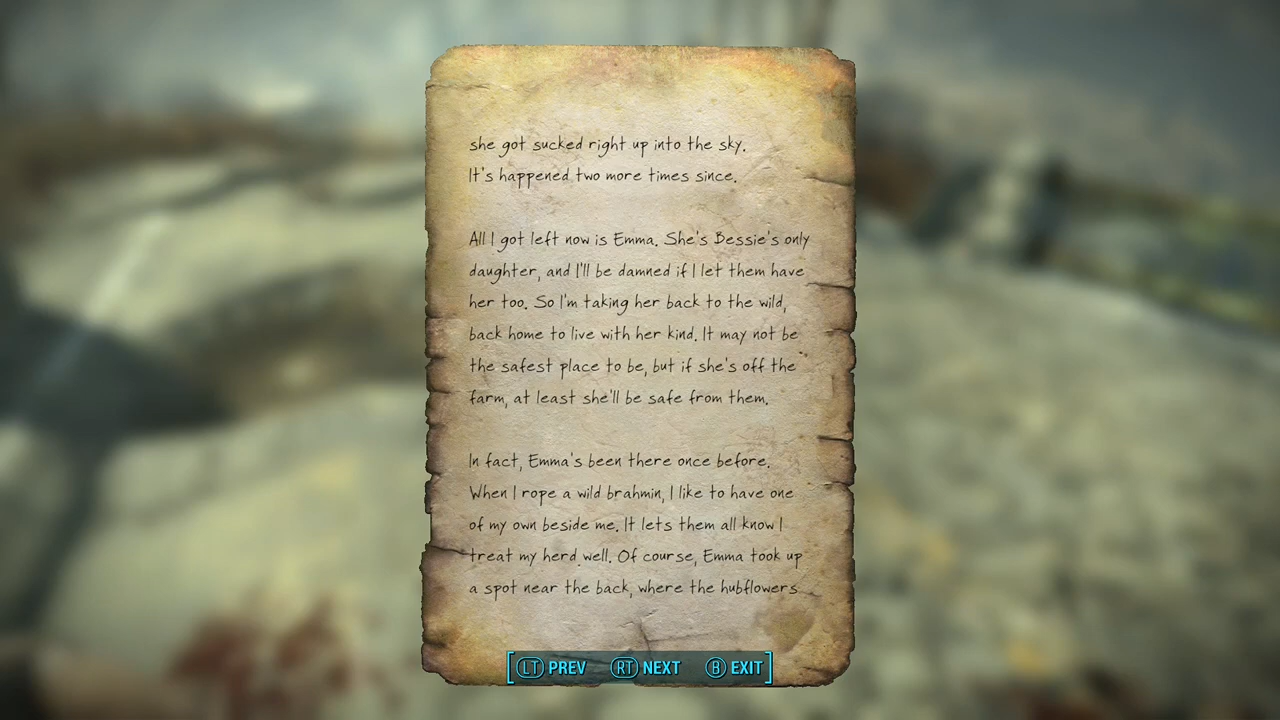 she got sucked right up into the sky.
It's happened two more times since.
All I got left now is Emma. She's Bessie's only
daughter, and I'll be damned if I let them have
her too. So I'm taking her back to the wild,
back home to live with her kind. It may not be
the safest place to be, but if she's off the
farm, at least she'll be safe from them.
In fact, Emma's been there once before.
When I rope a wild brahmin, I like to have one
of my own beside me. It lets them all know I
treat my herd well. Of course, Emma took up
a spot near the back, where the hubflowers
LT PREV RT NEXT B EXIT